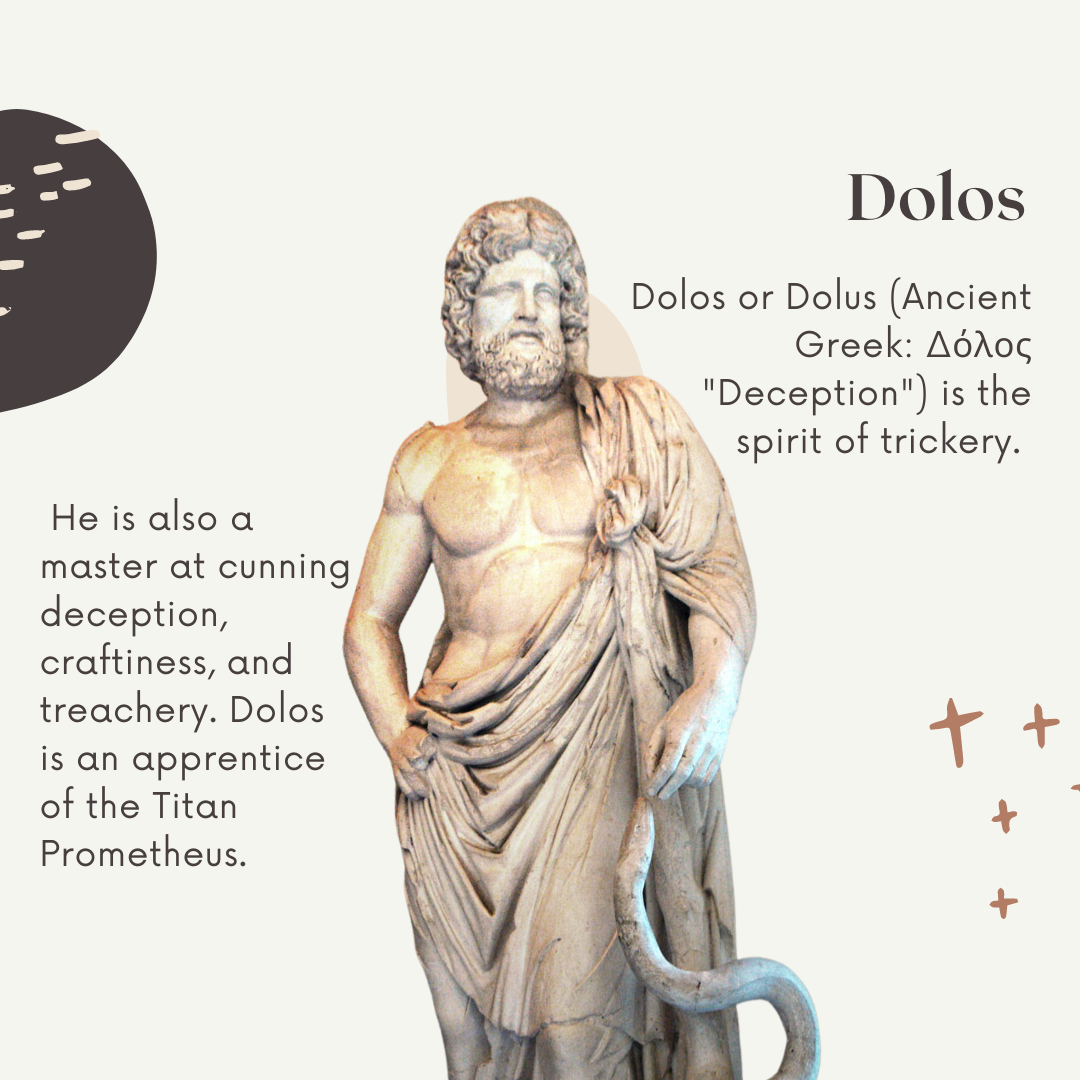 Dolos
Dolos or Dolus (Ancient
Greek: Δόλος
"Deception") is the
spirit of trickery.
He is also a
master at cunning
deception,
craftiness, and
treachery. Dolos
is an apprentice
of the Titan
Prometheus.